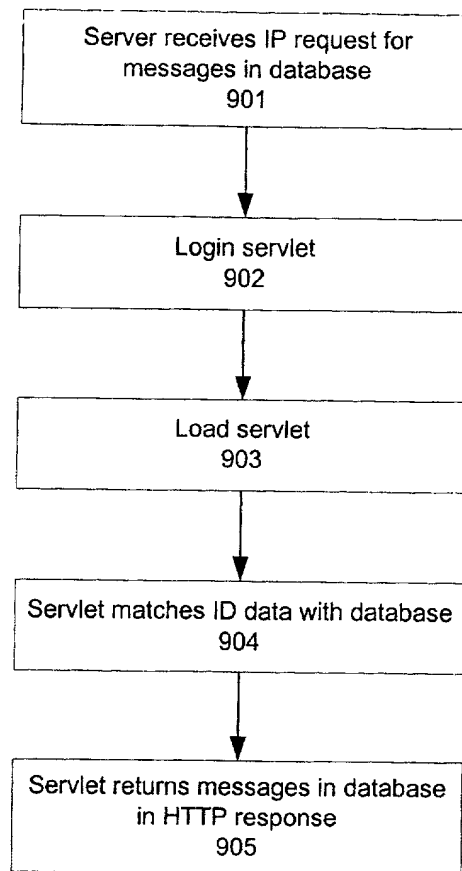 Server receives IP request for
messages in database
901
Login servlet
902
Load servlet
903
Servlet matches ID data with database
904
Servlet returns messages in database
in HTTP response
905